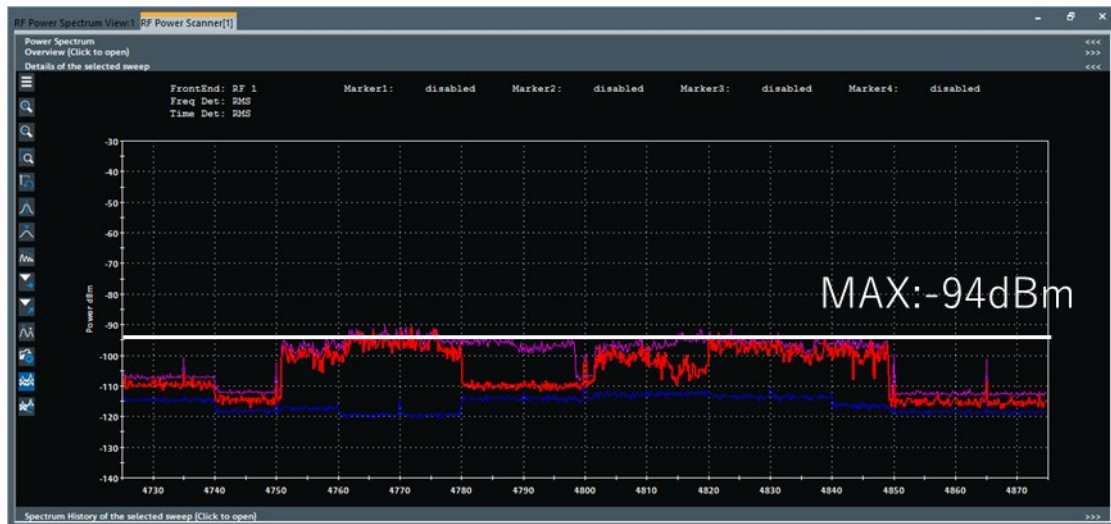 RF Power Spectrum View:1 RF Power Scanner[1]
Power Spectrum <<<
Overview (Click to open) >>>
Details of the selected sweep <<<
FrontEnd: RF 1 Marker1: disabled Marker2: disabled Marker3: disabled Marker4: disabled
Freq Det: RMS
Time Det: RMS
-30
-40
-50
-60
-70
MAX:-94dBm
-80
Power dBm
-90
-100
-110
-120
-130
-140
4730 4740 4750 4760 4770 4780 4790 4800 4810 4820 4830 4840 4850 4860 4870
Spectrum History of the selected sweep (Click to open) >>>